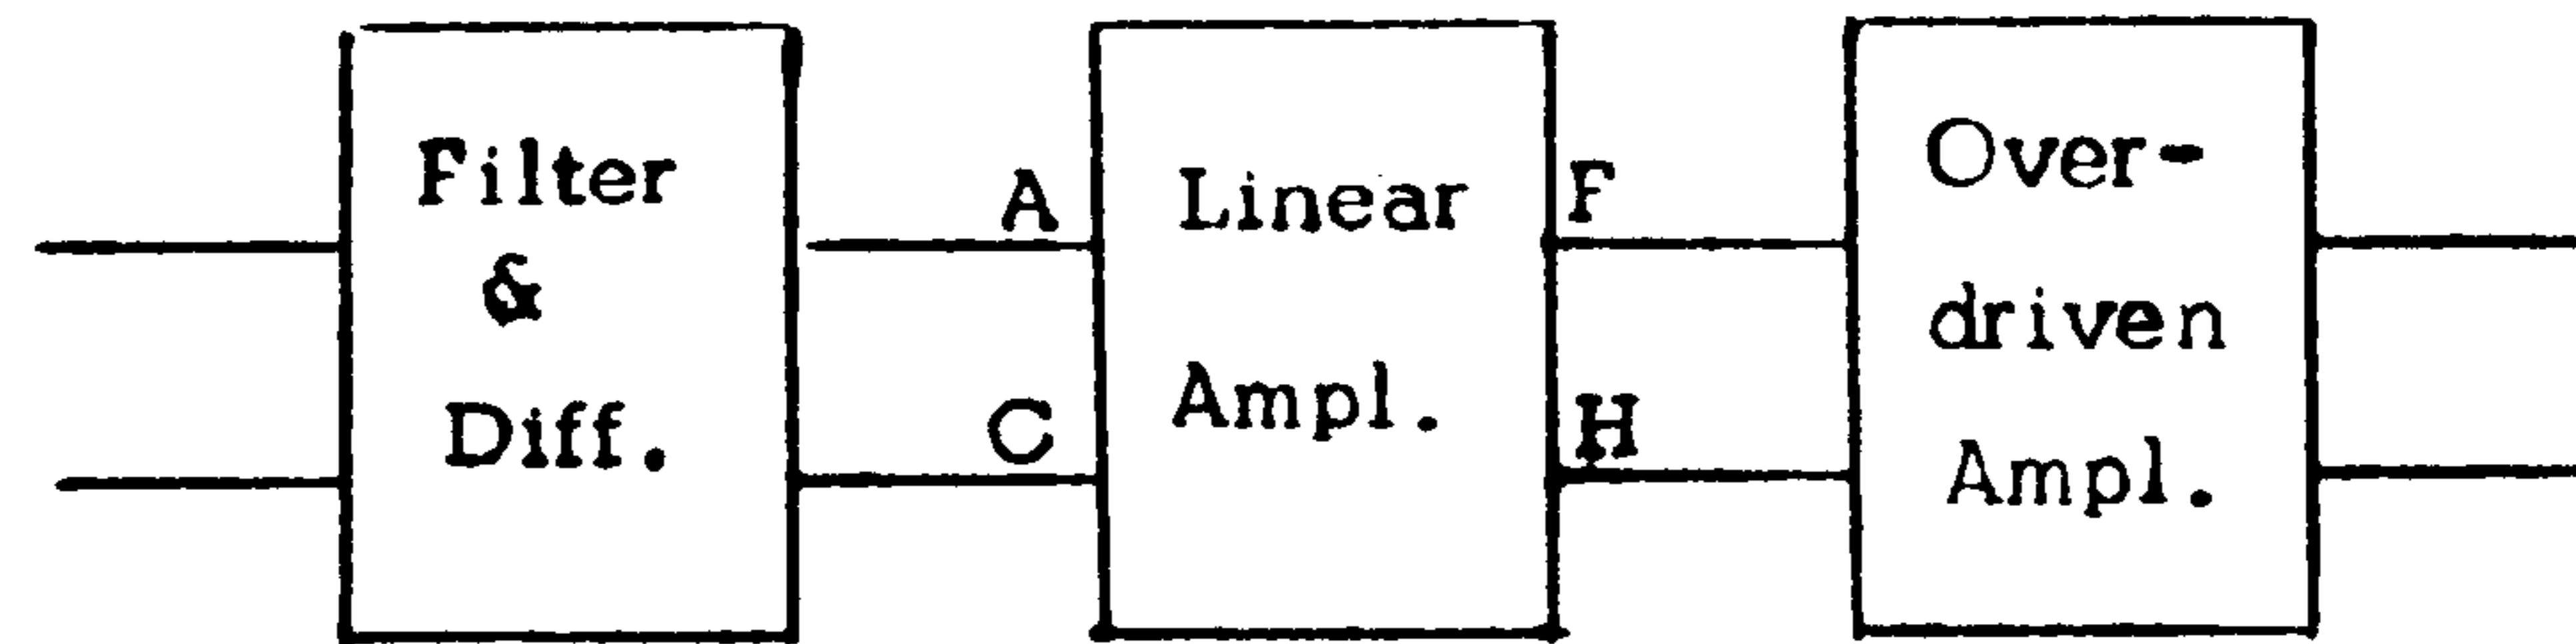 Filter
&
Diff.
A
C
Linear
Ampl.
F
H
Over-
driven
Ampl.